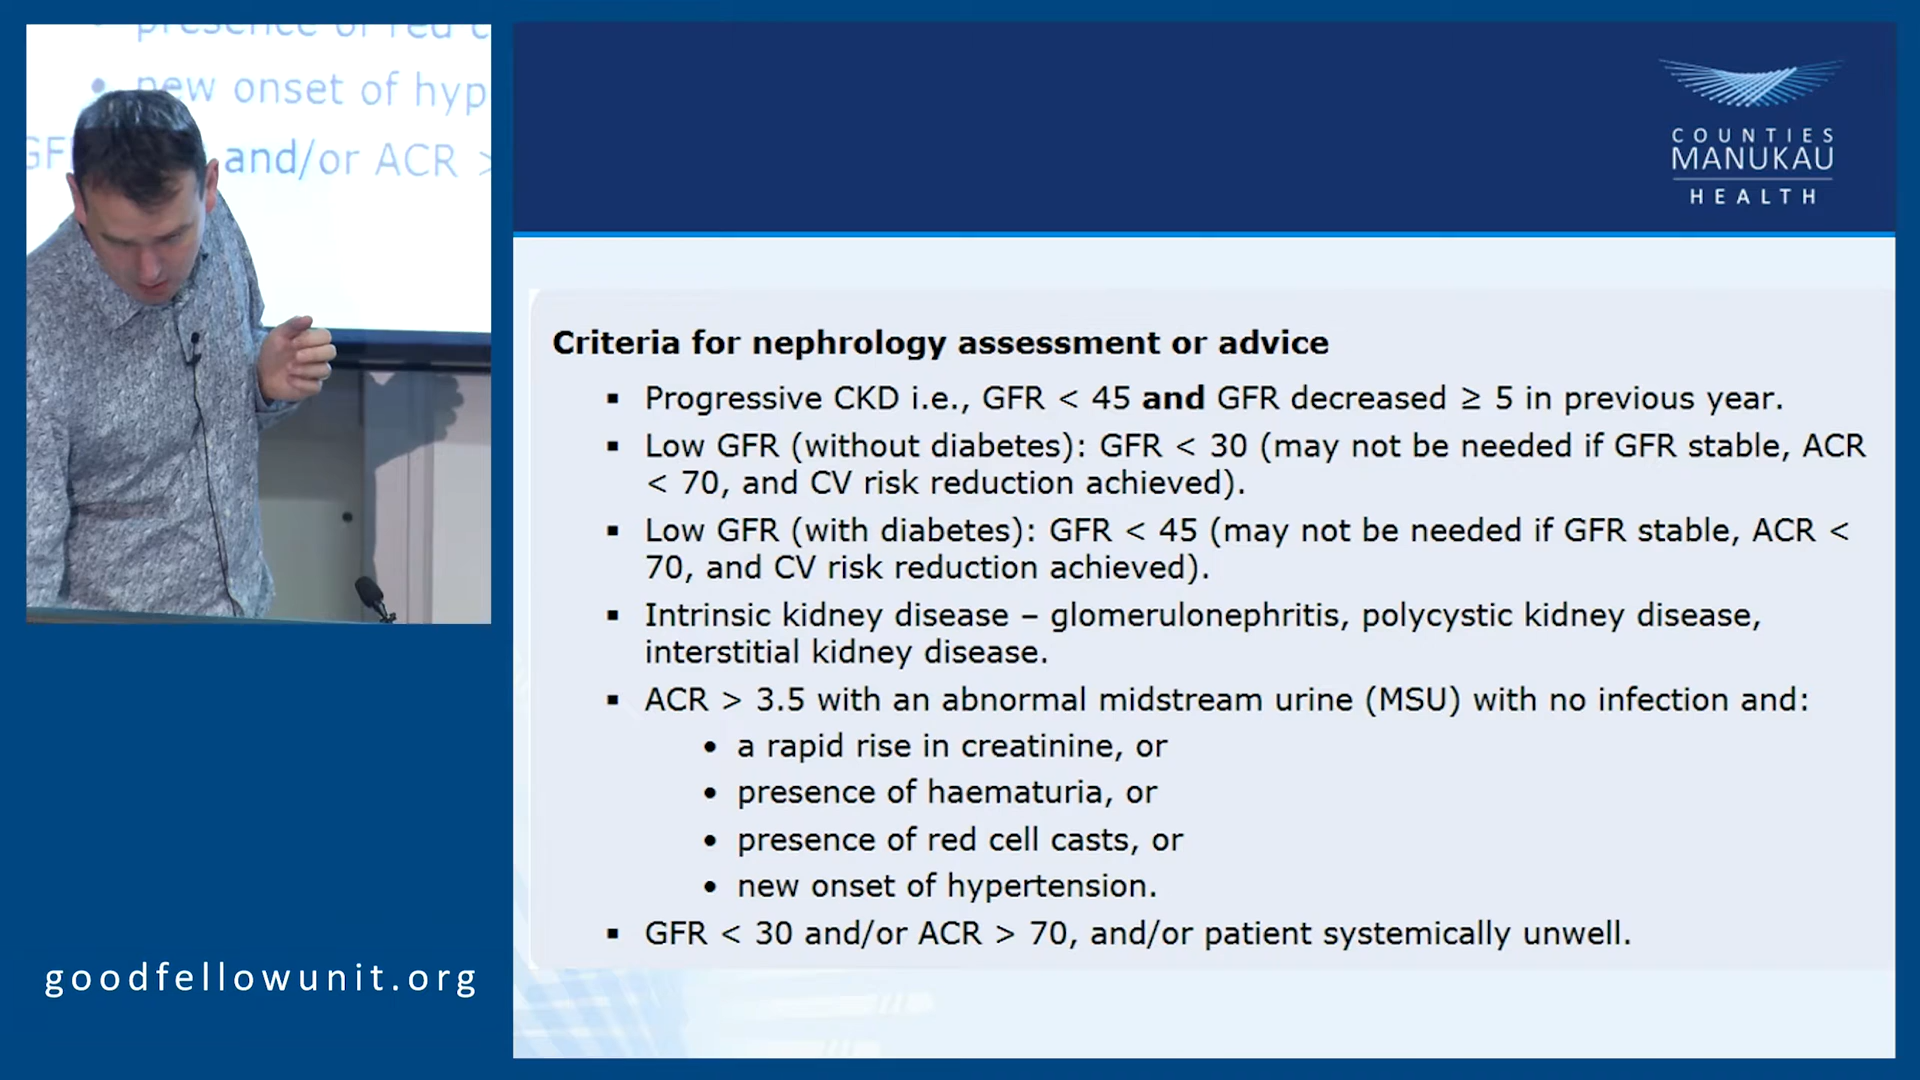 presence of red c
new onset of hyp
GF and/or ACR >
COUNTIES
MANUKAU
HEALTH
Criteria for nephrology assessment or advice
▪ Progressive CKD i.e., GFR < 45 and GFR decreased ≥ 5 in previous year.
▪ Low GFR (without diabetes): GFR < 30 (may not be needed if GFR stable, ACR
< 70, and CV risk reduction achieved).
▪ Low GFR (with diabetes): GFR < 45 (may not be needed if GFR stable, ACR <
70, and CV risk reduction achieved).
▪ Intrinsic kidney disease – glomerulonephritis, polycystic kidney disease,
interstitial kidney disease.
▪ ACR > 3.5 with an abnormal midstream urine (MSU) with no infection and:
• a rapid rise in creatinine, or
• presence of haematuria, or
• presence of red cell casts, or
• new onset of hypertension.
▪ GFR < 30 and/or ACR > 70, and/or patient systemically unwell.
goodfellowunit.org